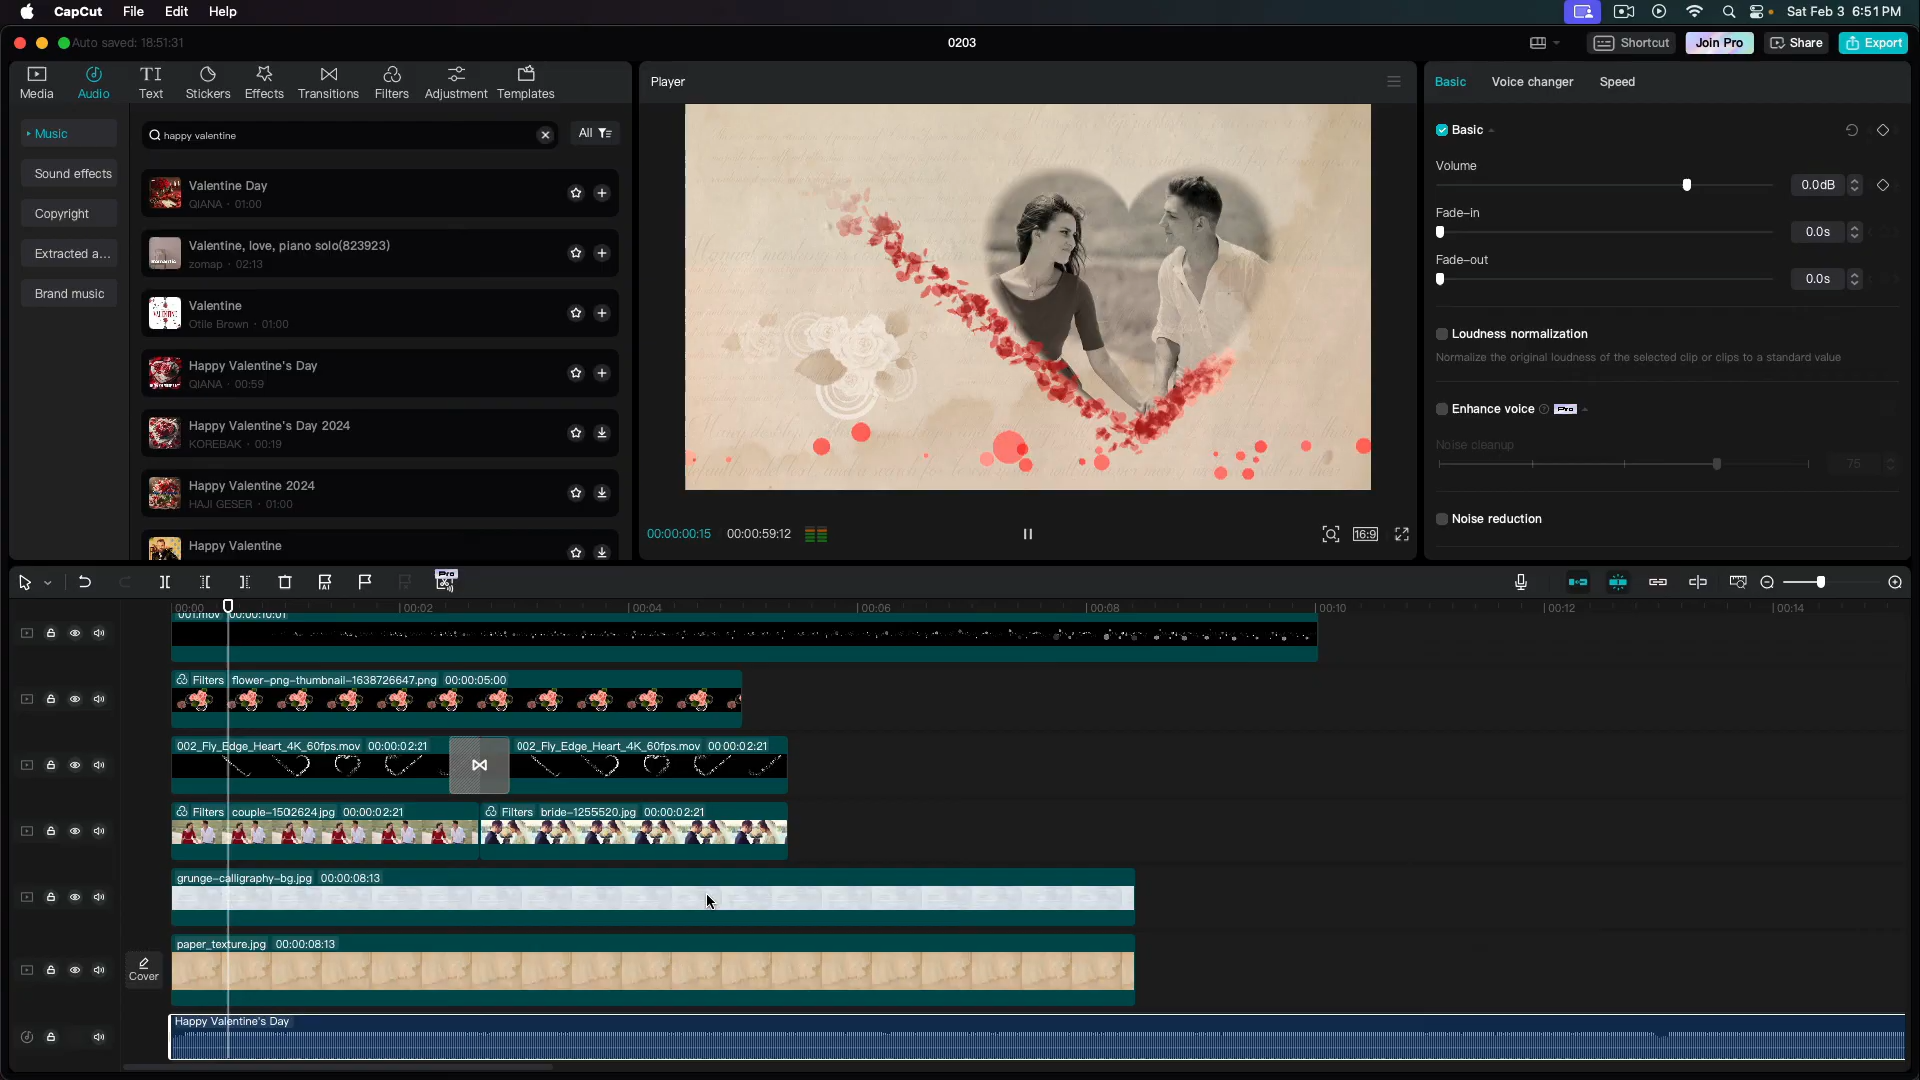 CapCut File Edit Help
Sat Feb 3 6:51 PM
Auto saved: 18:51:31
0203
Shortcut
Join Pro
Share
Export
Media
Audio
Text
Stickers
Effects
Transitions
Filters
Adjustment
Templates
Music
Sound effects
Copyright
Extracted a...
Brand music
happy valentine
All
Valentine Day
QIANA · 01:00
Valentine, love, piano solo(823923)
zomap · 02:13
Valentine
Otile Brown · 01:00
Happy Valentine's Day
QIANA · 00:59
Happy Valentine's Day 2024
KOREBAK · 00:19
Happy Valentine 2024
HAJI GESER · 01:00
Happy Valentine
Player
00:00:00:15 00:00:59:12
16:9
Basic Voice changer Speed
Basic
Volume
0.0dB
Fade-in
0.0s
Fade-out
0.0s
Loudness normalization
Normalize the original loudness of the selected clip or clips to a standard value
Enhance voice Pro
Noise cleanup
75
Noise reduction
Pro
00:00 00:02 00:04 00:06 00:08 00:10 00:12 00:14
001.mov 00:00:10:01
Filters flower-png-thumbnail-1638726647.png 00:00:05:00
002_Fly_Edge_Heart_4K_60fps.mov 00:00:02:21
002_Fly_Edge_Heart_4K_60fps.mov 00:00:02:21
Filters couple-1502624.jpg 00:00:02:21
Filters bride-1255520.jpg 00:00:02:21
grunge-calligraphy-bg.jpg 00:00:08:13
paper_texture.jpg 00:00:08:13
Cover
Happy Valentine's Day